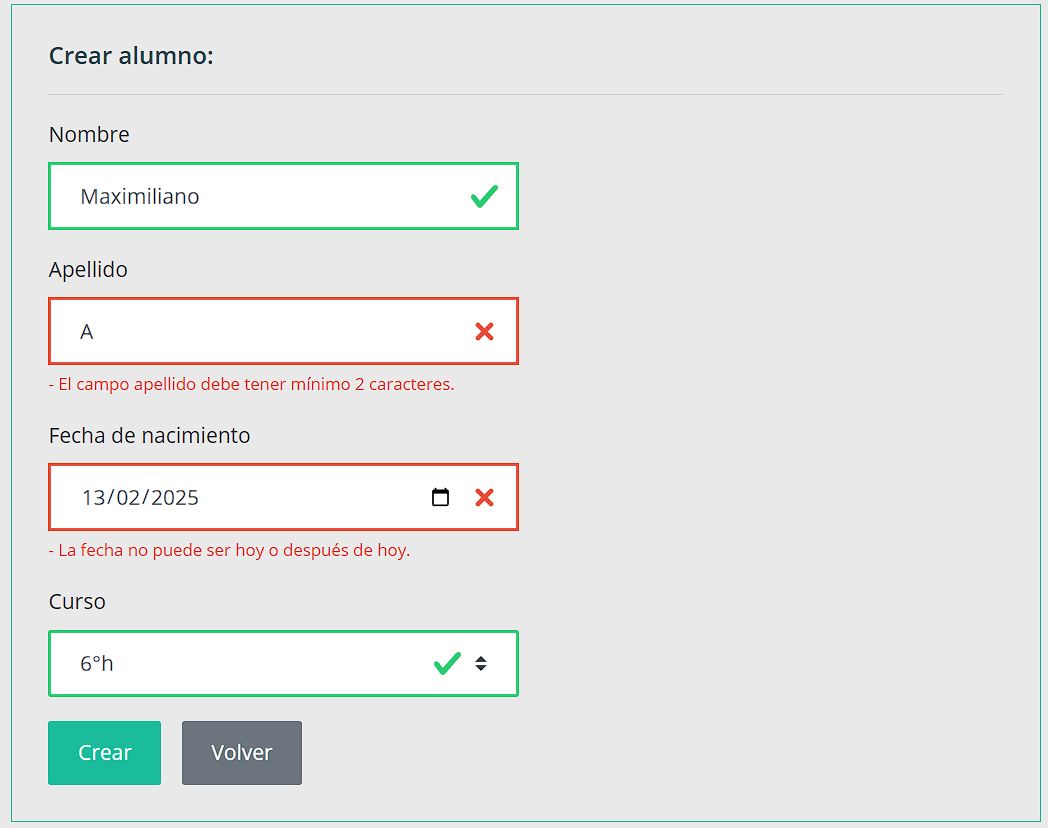 Crear alumno:
Nombre
Maximiliano
Apellido
A
- El campo apellido debe tener mínimo 2 caracteres.
Fecha de nacimiento
13/02/2025
- La fecha no puede ser hoy o después de hoy.
Curso
6°h
Crear
Volver